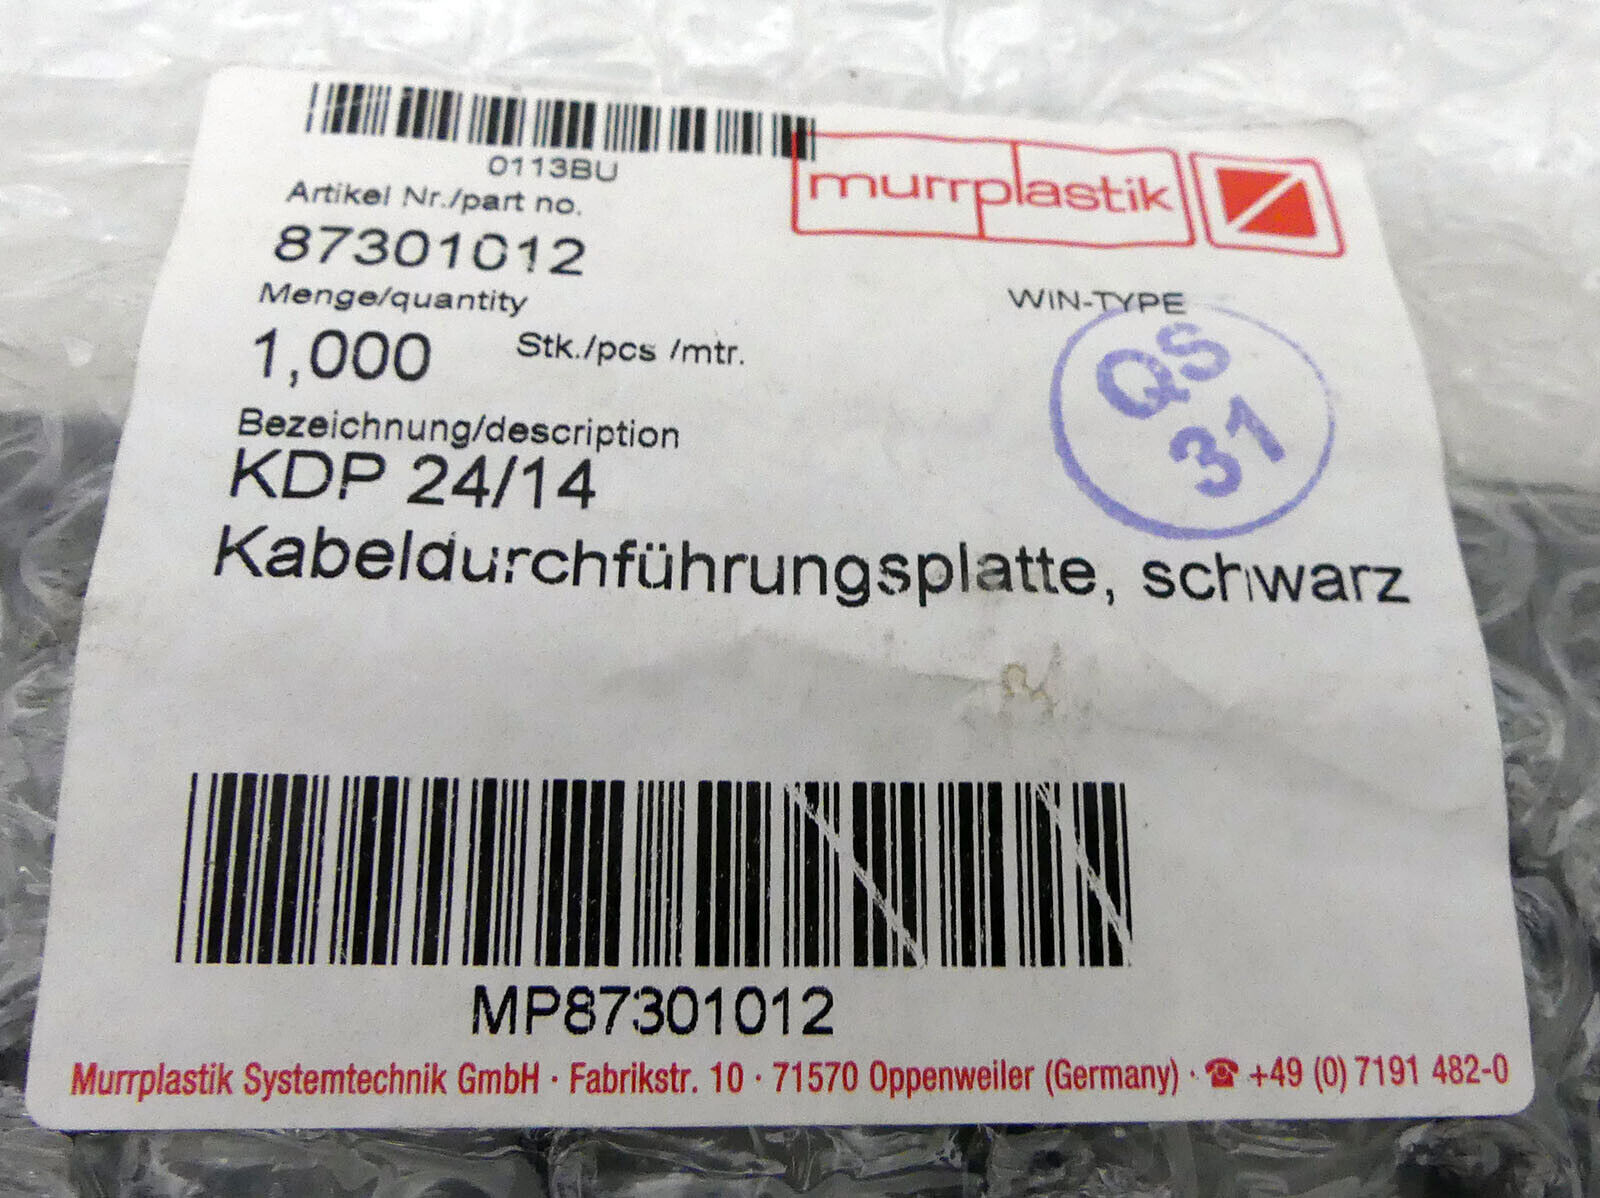 0113BU
murrplastik
Artikel Nr./part no.
87301012
Menge/quantity
WIN-TYPE
1,000 Stk./pcs /mtr.
QS
31
Bezeichnung/description
KDP 24/14
Kabeldurchführungsplatte, schwarz
MP87301012
Murrplastik Systemtechnik GmbH · Fabrikstr. 10 · 71570 Oppenweiler (Germany) · ☎ +49 (0) 7191 482-0